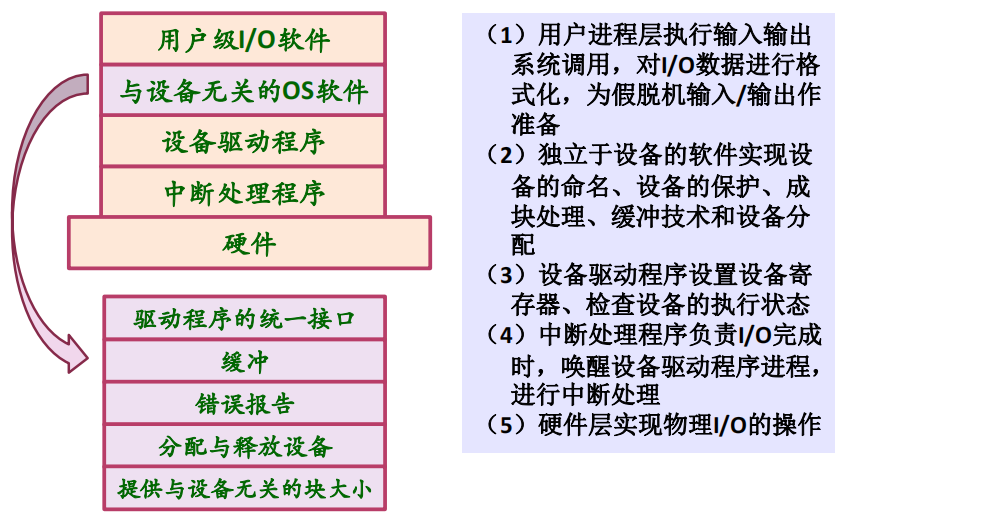 用户级I/O软件
与设备无关的OS软件
设备驱动程序
中断处理程序
硬件
驱动程序的统一接口
缓冲
错误报告
分配与释放设备
提供与设备无关的块大小
（1）用户进程层执行输入输出
系统调用，对I/O数据进行格
式化，为假脱机输入/输出作
准备
（2）独立于设备的软件实现设
备的命名、设备的保护、成
块处理、缓冲技术和设备分
配
（3）设备驱动程序设置设备寄
存器、检查设备的执行状态
（4）中断处理程序负责I/O完成
时，唤醒设备驱动程序进程，
进行中断处理
（5）硬件层实现物理I/O的操作